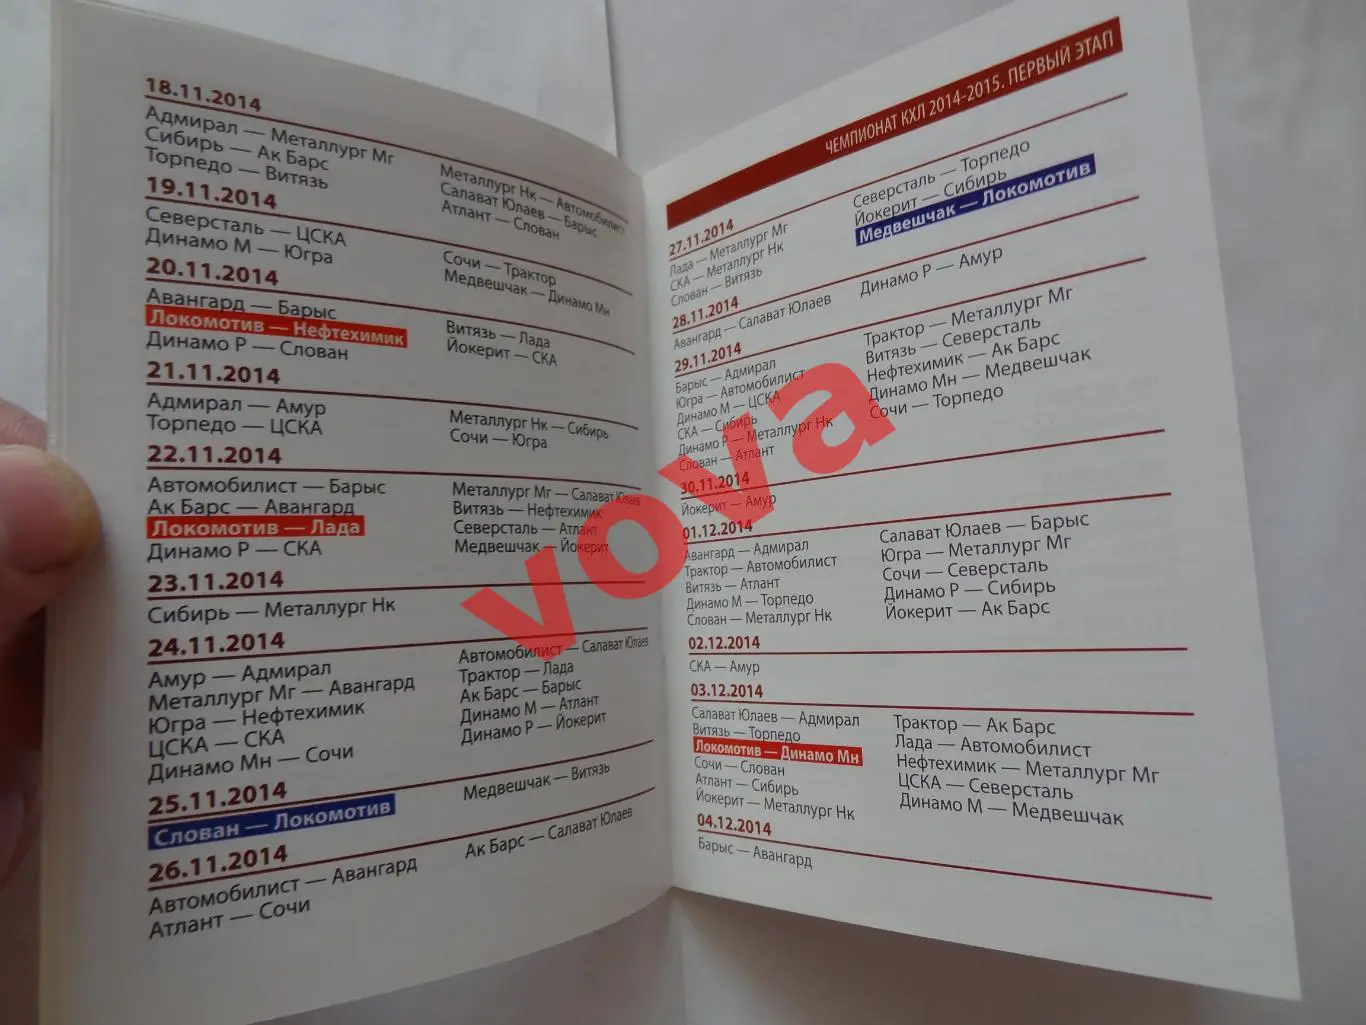 18.11.2014
Адмирал — Металлург Мг
Сибирь — Ак Барс
Торпедо — Витязь
Металлург Нк — Автомобилист
Салават Юлаев — Барыс
Атлант — Слован
19.11.2014
Северсталь — ЦСКА
Динамо М — Югра
Сочи — Трактор
Медвешчак — Динамо Мн
20.11.2014
Авангард — Барыс
Локомотив — Нефтехимик
Динамо Р — Слован
Витязь — Лада
Йокерит — СКА
21.11.2014
Адмирал — Амур
Торпедо — ЦСКА
Металлург Нк — Сибирь
Сочи — Югра
22.11.2014
Автомобилист — Барыс
Ак Барс — Авангард
Локомотив — Лада
Динамо Р — СКА
Металлург Мг — Салават Юлаев
Витязь — Нефтехимик
Северсталь — Атлант
Медвешчак — Йокерит
23.11.2014
Сибирь — Металлург Нк
24.11.2014
Амур — Адмирал
Металлург Мг — Авангард
Югра — Нефтехимик
ЦСКА — СКА
Динамо Мн — Сочи
Автомобилист — Салават Юлаев
Трактор — Лада
Ак Барс — Барыс
Динамо М — Атлант
Динамо Р — Йокерит
25.11.2014
Слован — Локомотив
Медвешчак — Витязь
26.11.2014
Автомобилист — Авангард
Атлант — Сочи
Ак Барс — Салават Юлаев
ЧЕМПИОНАТ КХЛ 2014-2015. ПЕРВЫЙ ЭТАП
27.11.2014
Лада — Металлург Мг
СКА — Металлург Нк
Слован — Витязь
Северсталь — Торпедо
Йокерит — Сибирь
Медвешчак — Локомотив
28.11.2014
Авангард — Салават Юлаев
Динамо Р — Амур
29.11.2014
Барыс — Адмирал
Югра — Автомобилист
Динамо М — ЦСКА
СКА — Сибирь
Динамо Р — Металлург Нк
Слован — Атлант
Трактор — Металлург Мг
Витязь — Северсталь
Нефтехимик — Ак Барс
Динамо Мн — Медвешчак
Сочи — Торпедо
30.11.2014
Йокерит — Амур
01.12.2014
Авангард — Адмирал
Трактор — Автомобилист
Витязь — Атлант
Динамо М — Торпедо
Слован — Металлург Нк
Салават Юлаев — Барыс
Югра — Металлург Мг
Сочи — Северсталь
Динамо Р — Сибирь
Йокерит — Ак Барс
02.12.2014
СКА — Амур
03.12.2014
Салават Юлаев — Адмирал
Витязь — Торпедо
Локомотив — Динамо Мн
Сочи — Слован
Атлант — Сибирь
Йокерит — Металлург Нк
Трактор — Ак Барс
Лада — Автомобилист
Нефтехимик — Металлург Мг
ЦСКА — Северсталь
Динамо М — Медвешчак
04.12.2014
Барыс — Авангард
vova